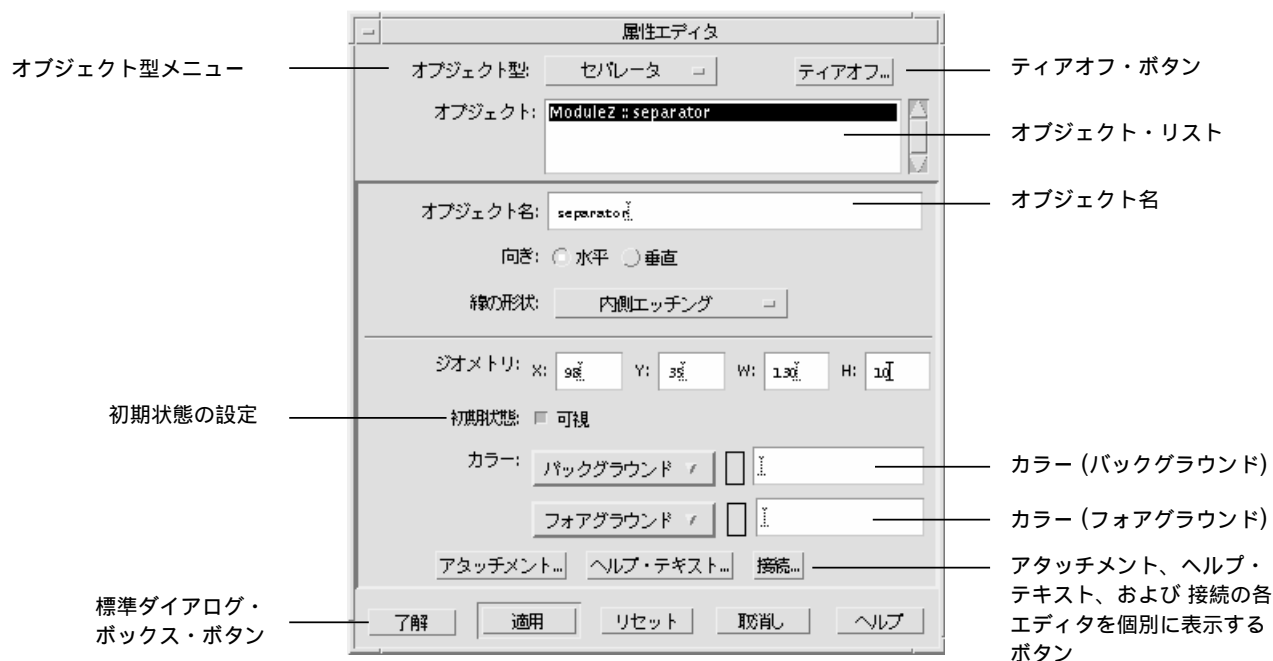 属性エディタ
オブジェクト型メニュー
オブジェクト型: セパレータ
ティアオフ...
ティアオフ・ボタン
オブジェクト: Module2 :: separator
オブジェクト・リスト
オブジェクト名: separator
オブジェクト名
向き: 水平 垂直
線の形状: 内側エッチング
ジオメトリ: X: 98 Y: 35 W: 130 H: 10
初期状態の設定
初期状態: 可視
カラー: バックグラウンド
カラー (バックグラウンド)
フォアグラウンド
カラー (フォアグラウンド)
アタッチメント... ヘルプ・テキスト... 接続...
アタッチメント、ヘルプ・
テキスト、および 接続の各
エディタを個別に表示する
ボタン
標準ダイアログ・
ボックス・ボタン
了解 適用 リセット 取消し ヘルプ